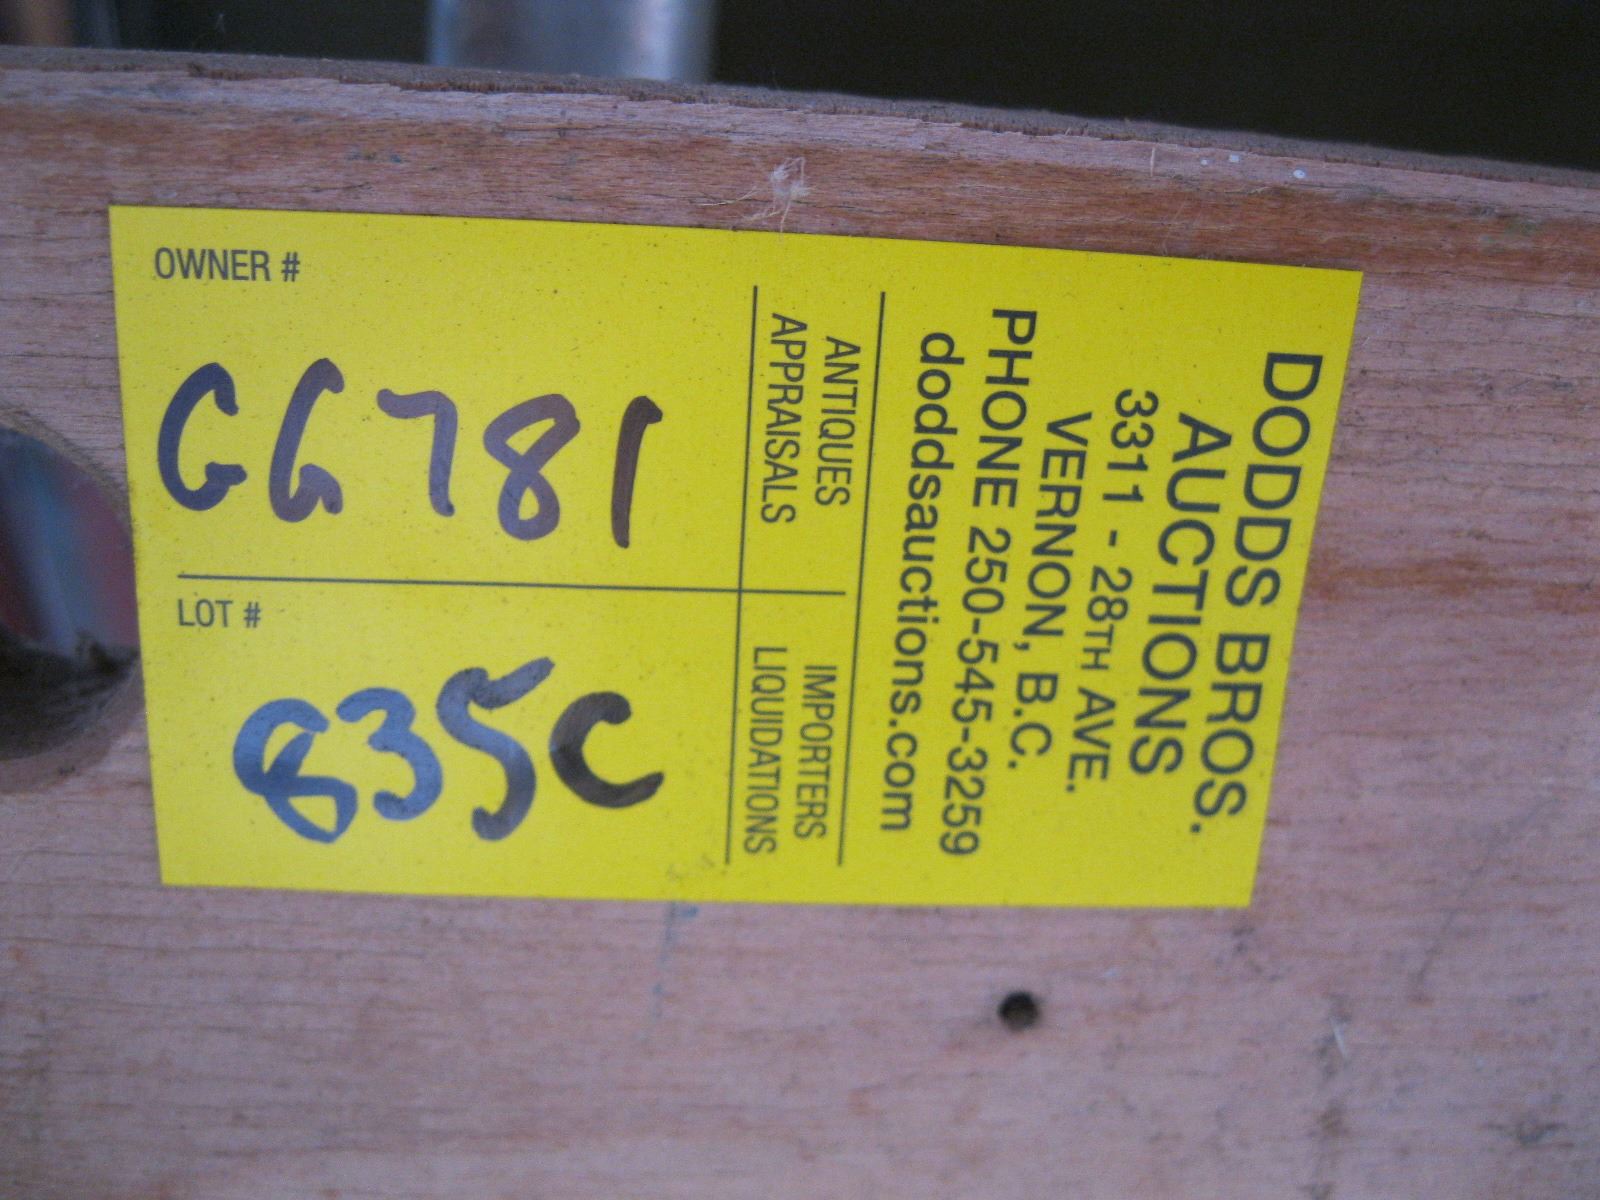 DODDS BROS.
AUCTIONS
3311 - 28TH AVE.
VERNON, B.C.
PHONE 250-545-3259
doddsauctions.com
ANTIQUES
APPRAISALS
IMPORTERS
LIQUIDATIONS
OWNER #
GG781
LOT #
835C